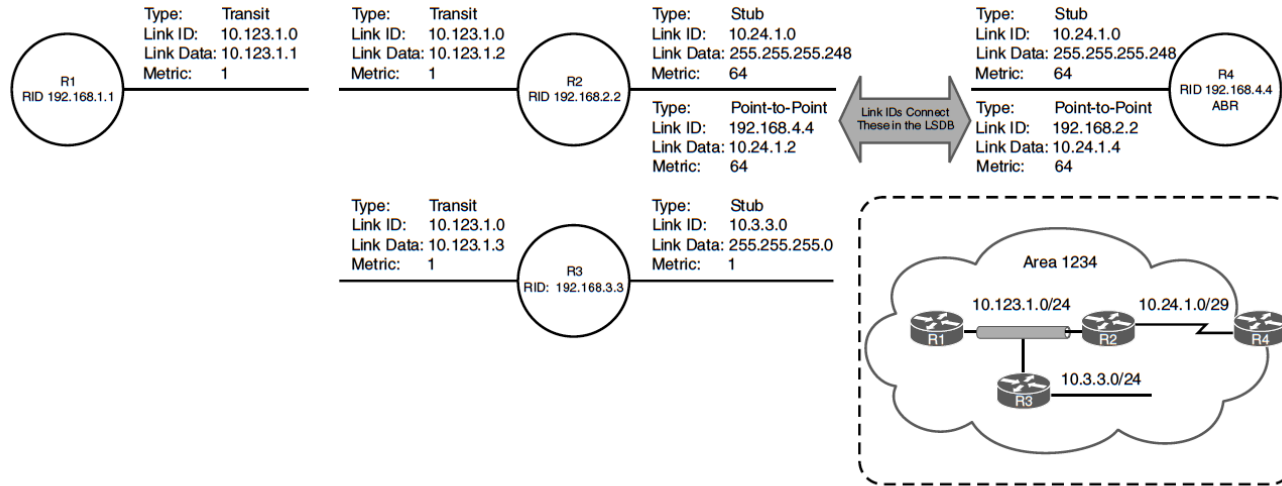 Type: Transit
Link ID: 10.123.1.0
Link Data: 10.123.1.1
Metric: 1
R1
RID 192.168.1.1
Type: Transit
Link ID: 10.123.1.0
Link Data: 10.123.1.2
Metric: 1
R2
RID 192.168.2.2
Type: Stub
Link ID: 10.24.1.0
Link Data: 255.255.255.248
Metric: 64
Type: Point-to-Point
Link ID: 192.168.4.4
Link Data: 10.24.1.2
Metric: 64
Link IDs Connect
These in the LSDB
Type: Stub
Link ID: 10.24.1.0
Link Data: 255.255.255.248
Metric: 64
Type: Point-to-Point
Link ID: 192.168.2.2
Link Data: 10.24.1.4
Metric: 64
R4
RID 192.168.4.4
ABR
Type: Transit
Link ID: 10.123.1.0
Link Data: 10.123.1.3
Metric: 1
R3
RID: 192.168.3.3
Type: Stub
Link ID: 10.3.3.0
Link Data: 255.255.255.0
Metric: 1
Area 1234
10.123.1.0/24
10.24.1.0/29
R1
R2
R4
10.3.3.0/24
R3